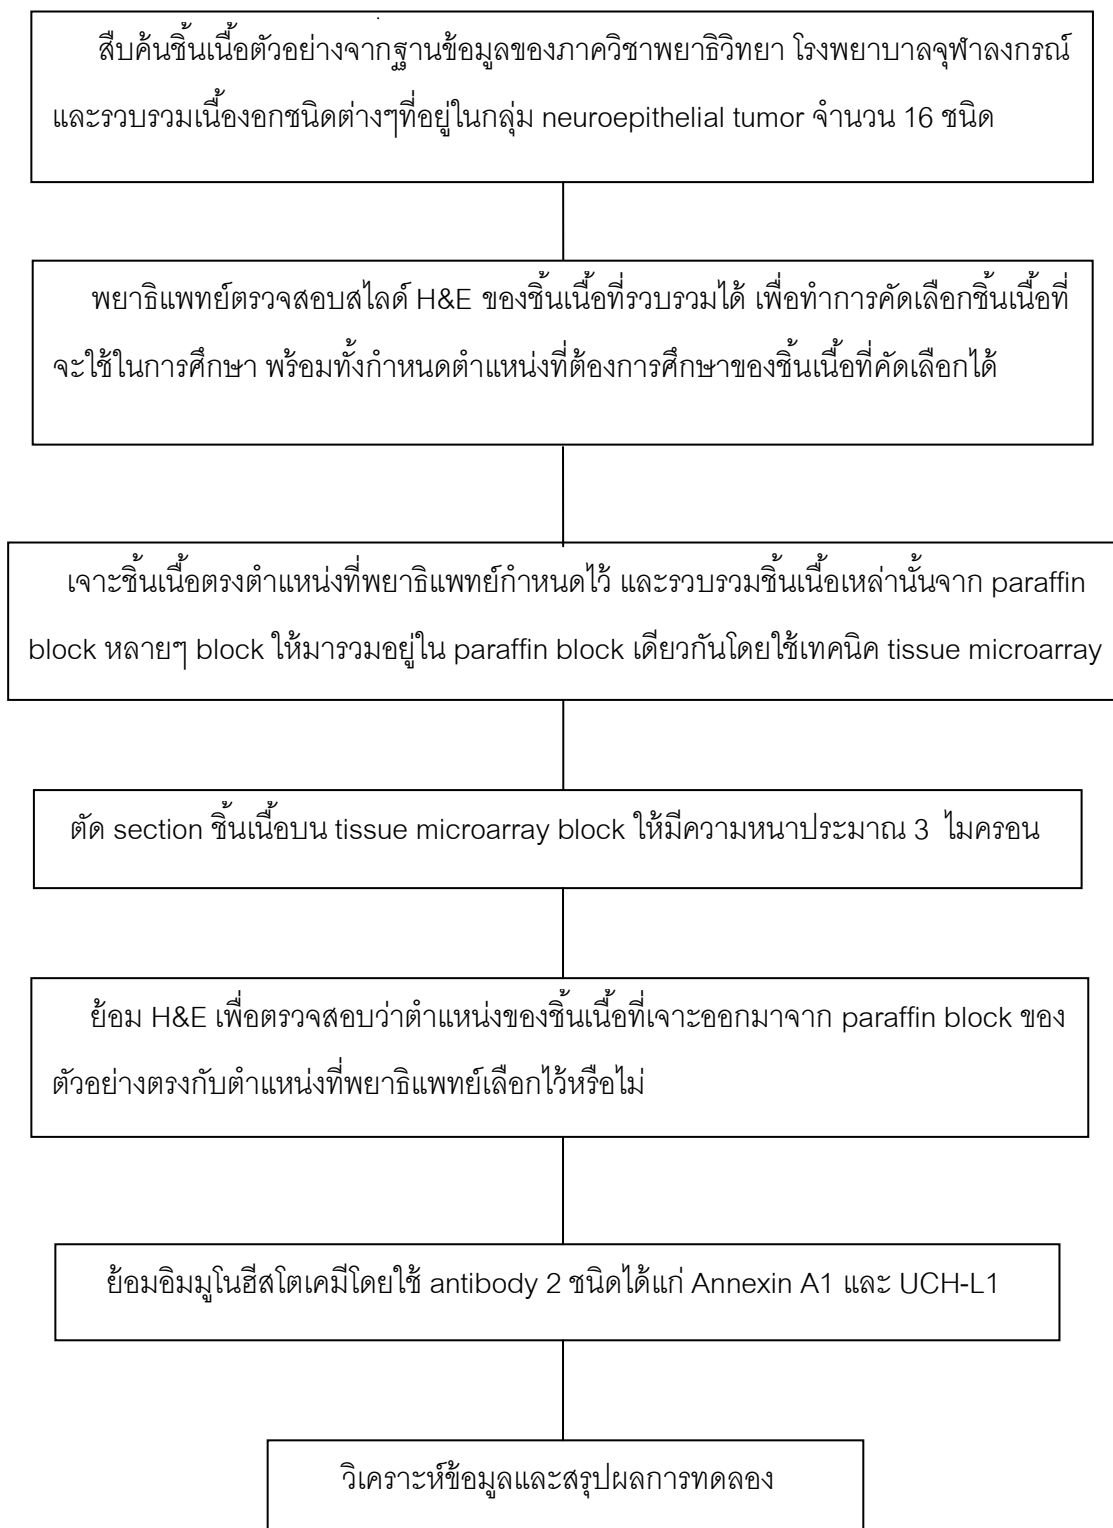 สืบค้นชิ้นเนื้อตัวอย่างจากฐานข้อมูลของภาควิชาพยาธิวิทยา โรงพยาบาลจุฬาลงกรณ์
และรวบรวมเนื้องอกชนิดต่างๆที่อยู่ในกลุ่ม neuroepithelial tumor จำนวน 16 ชนิด
พยาธิแพทย์ตรวจสอบสไลด์ H&E ของชิ้นเนื้อที่รวบรวมได้ เพื่อทำการคัดเลือกชิ้นเนื้อที่
จะใช้ในการศึกษา พร้อมทั้งกำหนดตำแหน่งที่ต้องการศึกษาของชิ้นเนื้อที่คัดเลือกได้
เจาะชิ้นเนื้อตรงตำแหน่งที่พยาธิแพทย์กำหนดไว้ และรวบรวมชิ้นเนื้อเหล่านั้นจาก paraffin
block หลายๆ block ให้มารวมอยู่ใน paraffin block เดียวกันโดยใช้เทคนิค tissue microarray
ตัด section ชิ้นเนื้อบน tissue microarray block ให้มีความหนาประมาณ 3 ไมครอน
ย้อม H&E เพื่อตรวจสอบว่าตำแหน่งของชิ้นเนื้อที่เจาะออกมาจาก paraffin block ของ
ตัวอย่างตรงกับตำแหน่งที่พยาธิแพทย์เลือกไว้หรือไม่
ย้อมอิมมูโนฮีสโตเคมีโดยใช้ antibody 2 ชนิดได้แก่ Annexin A1 และ UCH-L1
วิเคราะห์ข้อมูลและสรุปผลการทดลอง